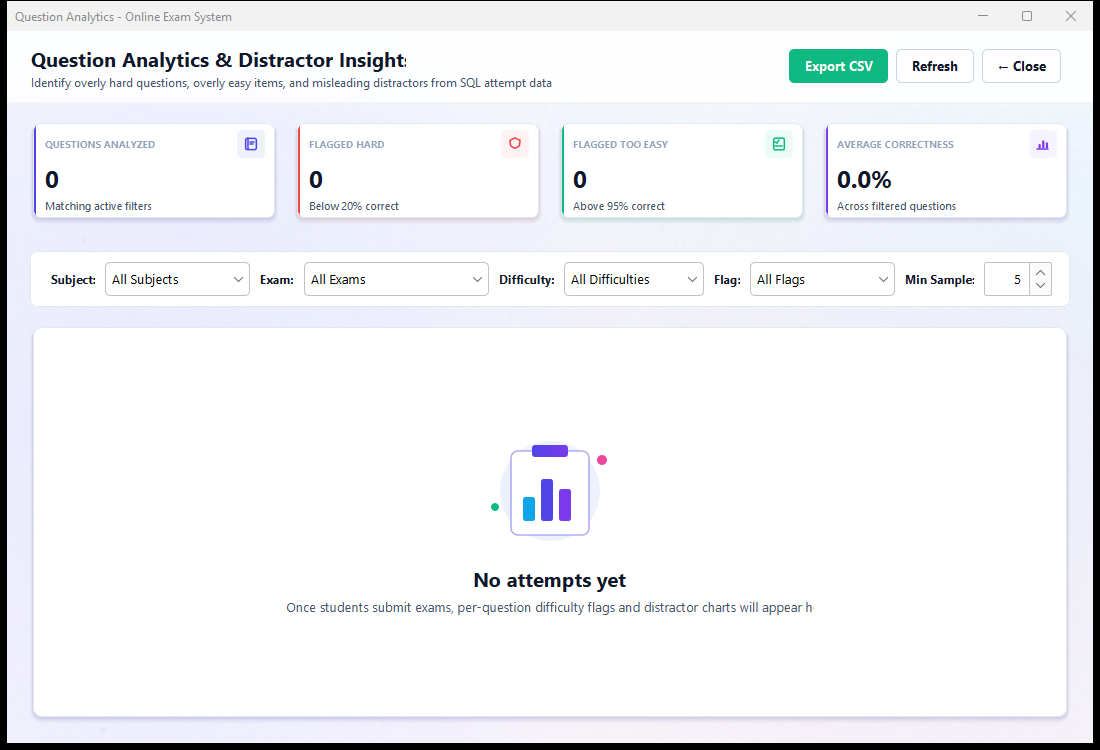 Question Analytics - Online Exam System
Question Analytics & Distractor Insights
Identify overly hard questions, overly easy items, and misleading distractors from SQL attempt data
Export CSV
Refresh
← Close
QUESTIONS ANALYZED
0
Matching active filters
FLAGGED HARD
0
Below 20% correct
FLAGGED TOO EASY
0
Above 95% correct
AVERAGE CORRECTNESS
0.0%
Across filtered questions
Subject: All Subjects Exam: All Exams Difficulty: All Difficulties Flag: All Flags Min Sample: 5
No attempts yet
Once students submit exams, per-question difficulty flags and distractor charts will appear